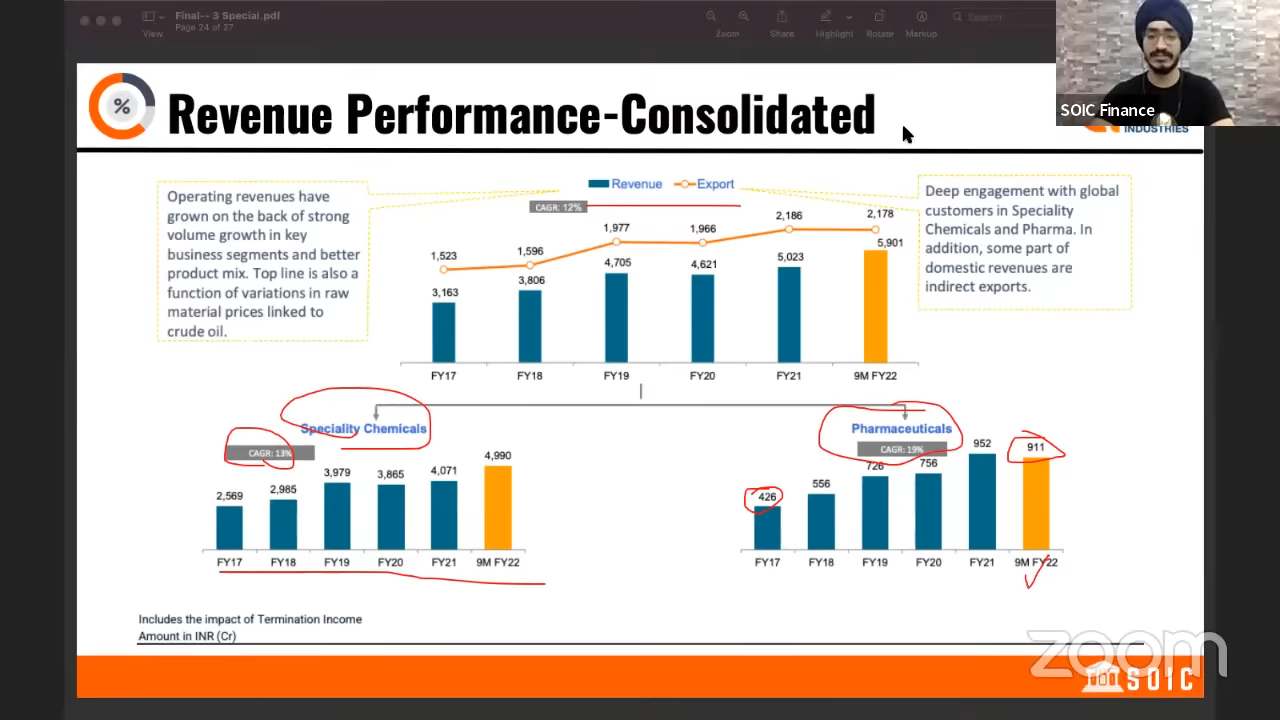 Final-- 3 Special.pdf
Page 24 of 27
View
Zoom
Share
Highlight
Rotate
Markup
Search
SOIC Finance
INDUSTRIES
%
Revenue Performance-Consolidated
Operating revenues have
grown on the back of strong
volume growth in key
business segments and better
product mix. Top line is also a
function of variations in raw
material prices linked to
crude oil.
Revenue Export
CAGR: 12%
1,523 1,596 1,977 1,966 2,186 2,178
3,163 3,806 4,705 4,621 5,023 5,901
FY17 FY18 FY19 FY20 FY21 9M FY22
Deep engagement with global
customers in Speciality
Chemicals and Pharma. In
addition, some part of
domestic revenues are
indirect exports.
Speciality Chemicals
CAGR: 13%
2,569 2,985 3,979 3,865 4,071 4,990
FY17 FY18 FY19 FY20 FY21 9M FY22
Pharmaceuticals
CAGR: 19%
426 556 726 756 952 911
FY17 FY18 FY19 FY20 FY21 9M FY22
Includes the impact of Termination Income
Amount in INR (Cr)
zoom
SOIC